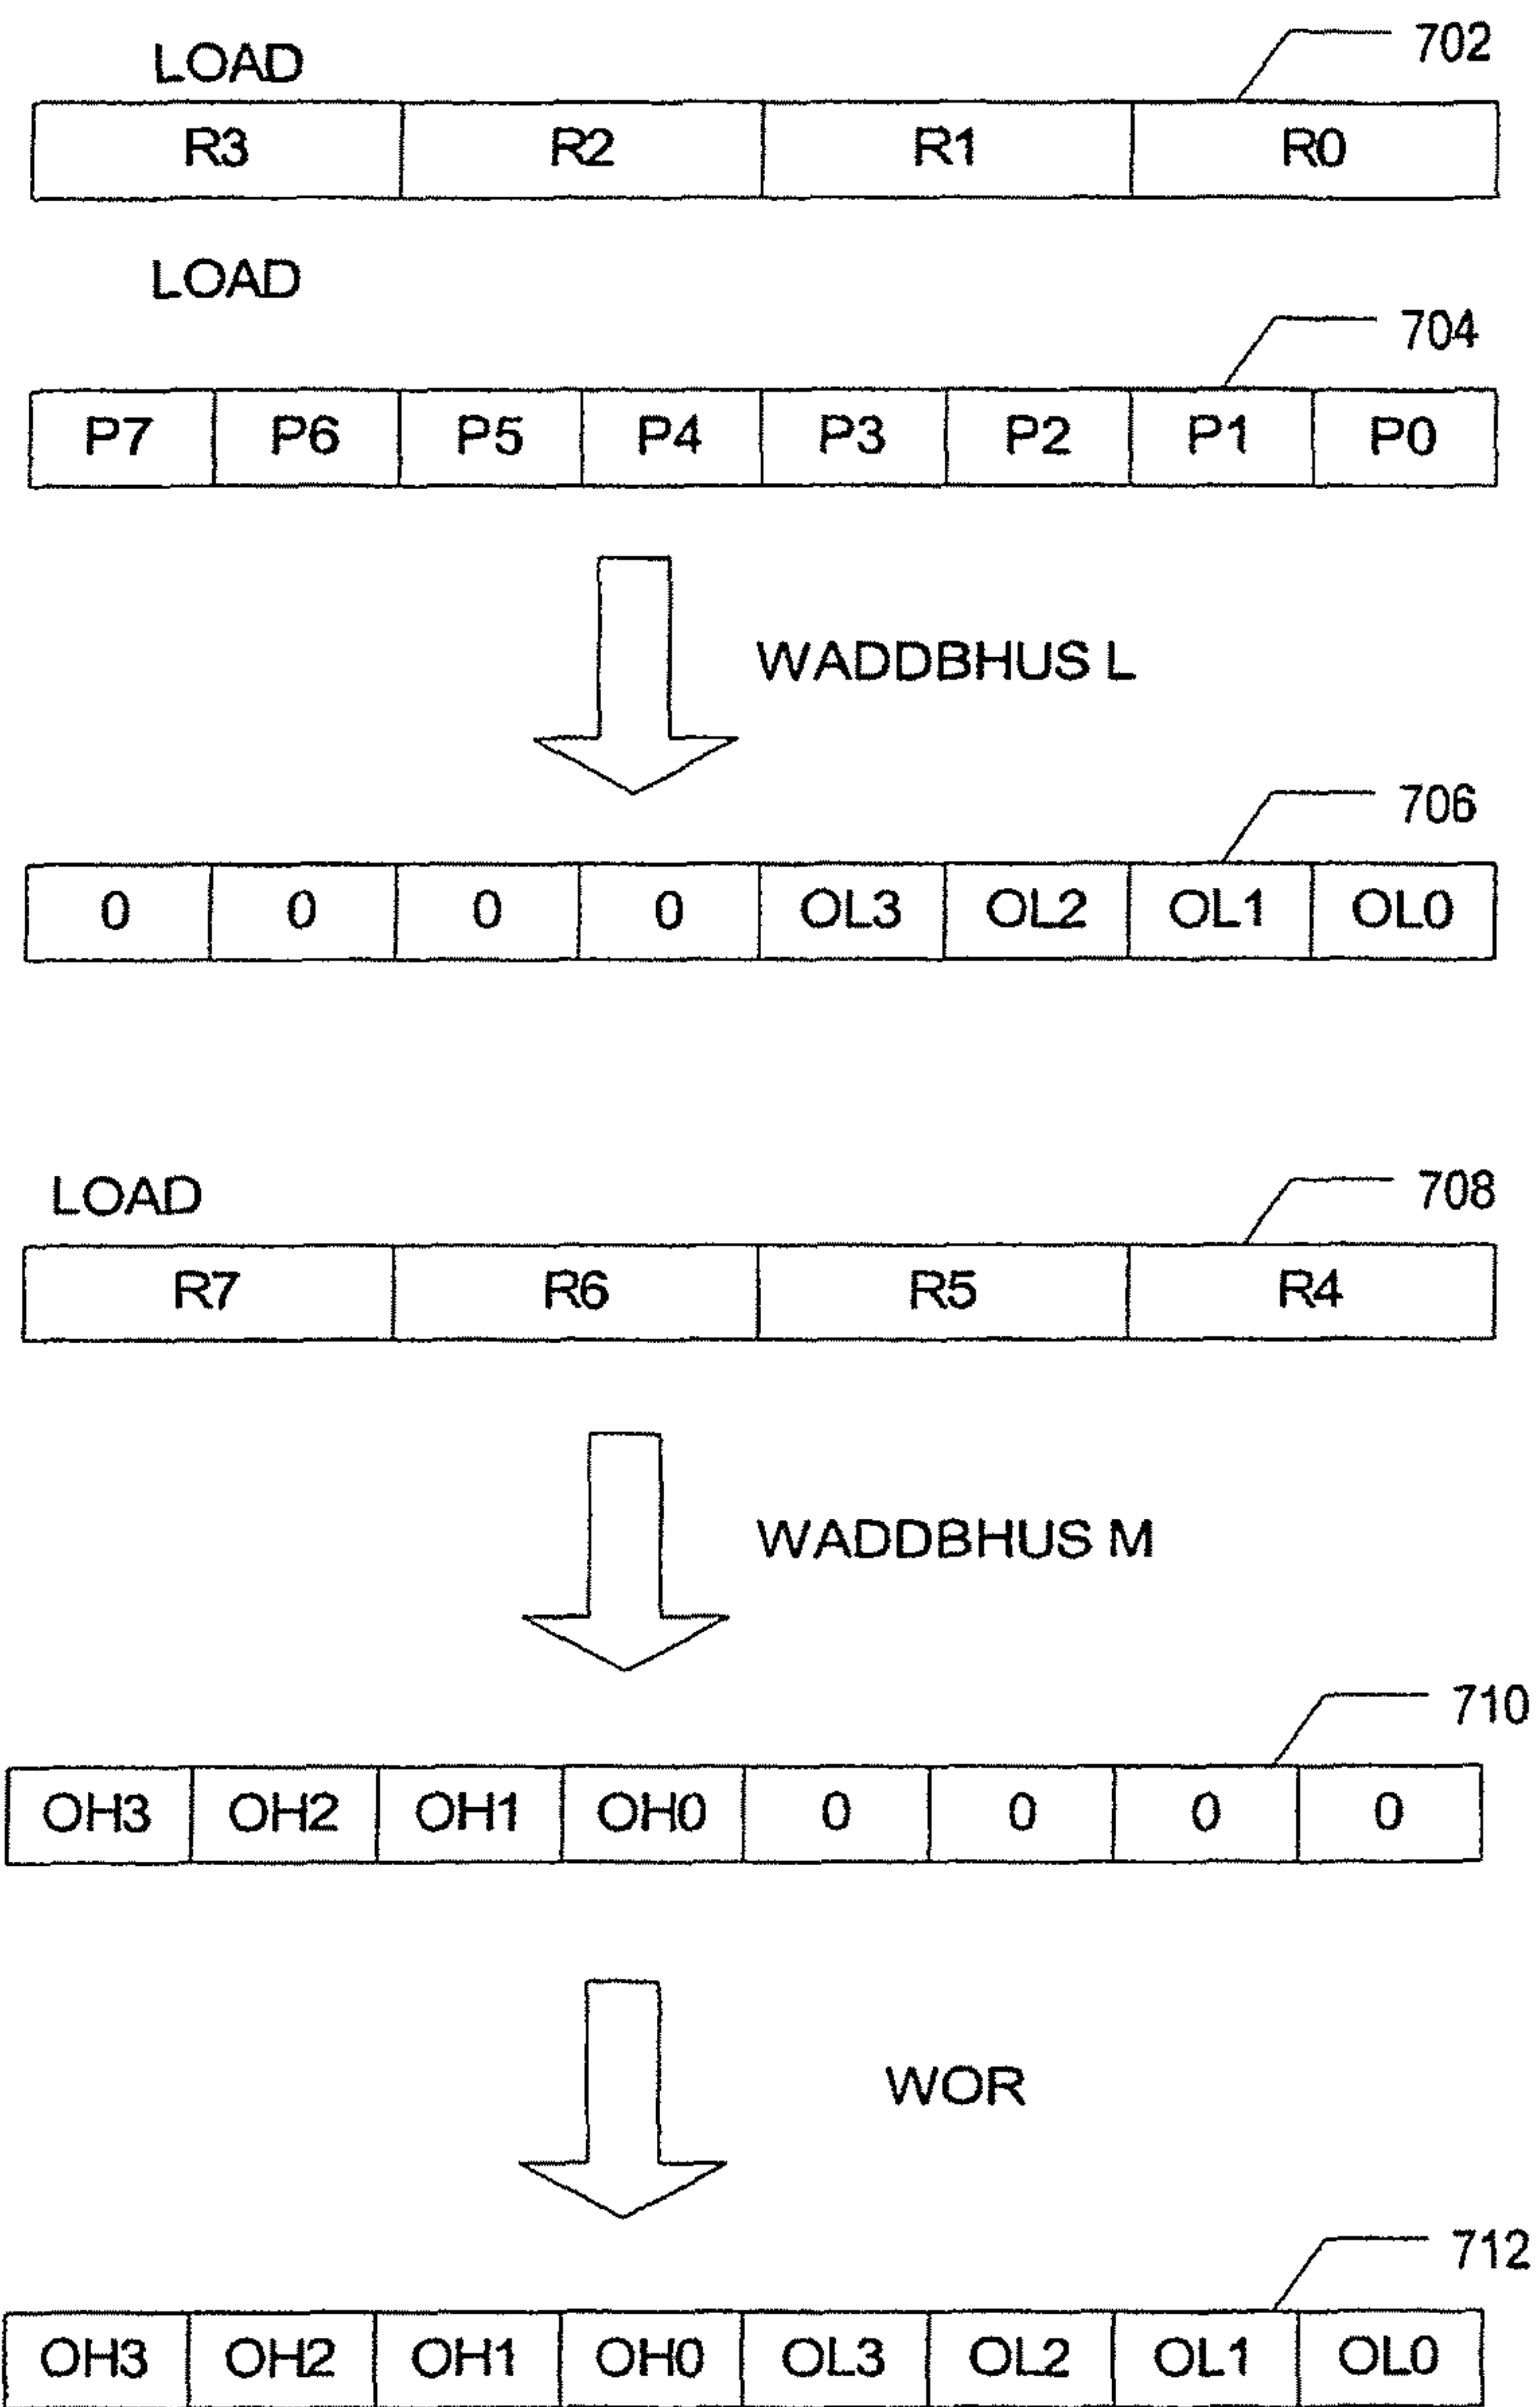 702
LOAD
R3 R2 R1 R0
LOAD
704
P7 P6 P5 P4 P3 P2 P1 P0
WADDBHUS L
706
0 0 0 0 OL3 OL2 OL1 OL0
708
LOAD
R7 R6 R5 R4
WADDBHUS M
710
OH3 OH2 OH1 OH0 0 0 0 0
WOR
712
OH3 OH2 OH1 OH0 OL3 OL2 OL1 OL0